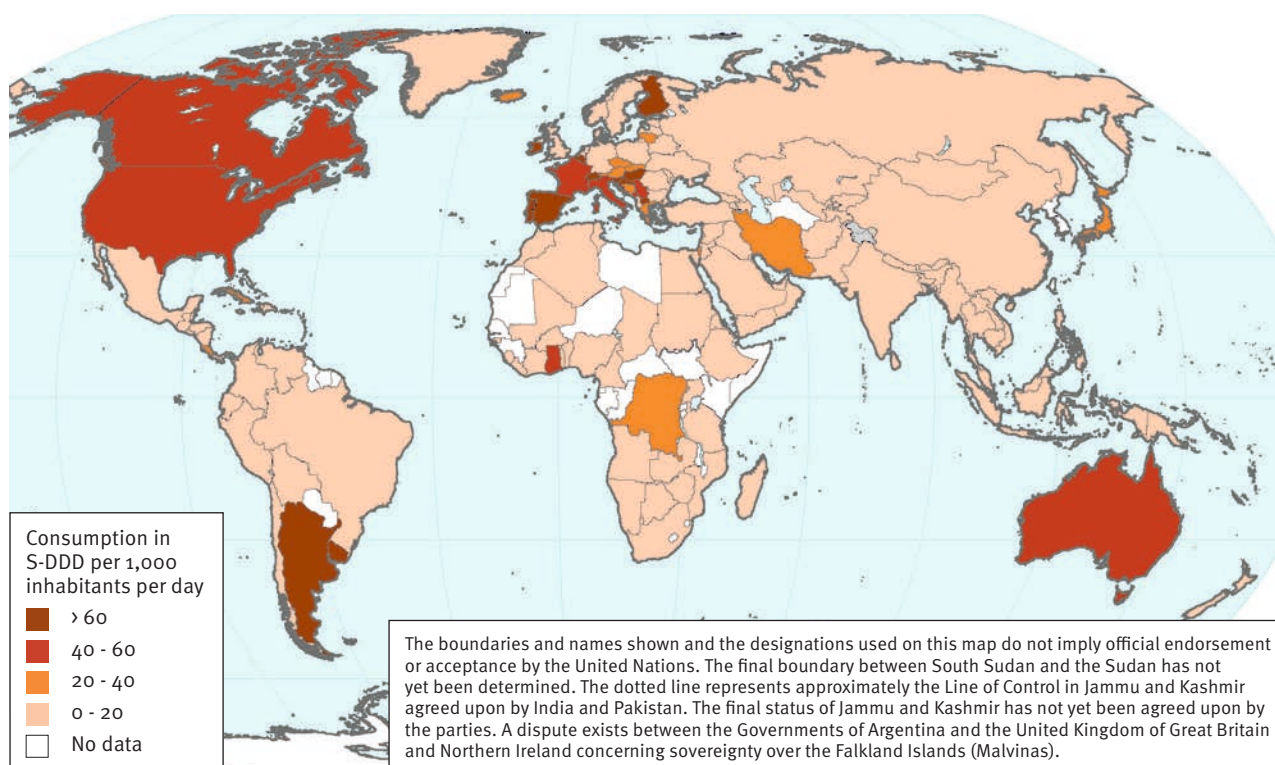 Consumption in
S-DDD per 1,000
inhabitants per day
> 60
40 - 60
20 - 40
0 - 20
No data
The boundaries and names shown and the designations used on this map do not imply official endorsement
or acceptance by the United Nations. The final boundary between South Sudan and the Sudan has not
yet been determined. The dotted line represents approximately the Line of Control in Jammu and Kashmir
agreed upon by India and Pakistan. The final status of Jammu and Kashmir has not yet been agreed upon by
the parties. A dispute exists between the Governments of Argentina and the United Kingdom of Great Britain
and Northern Ireland concerning sovereignty over the Falkland Islands (Malvinas).